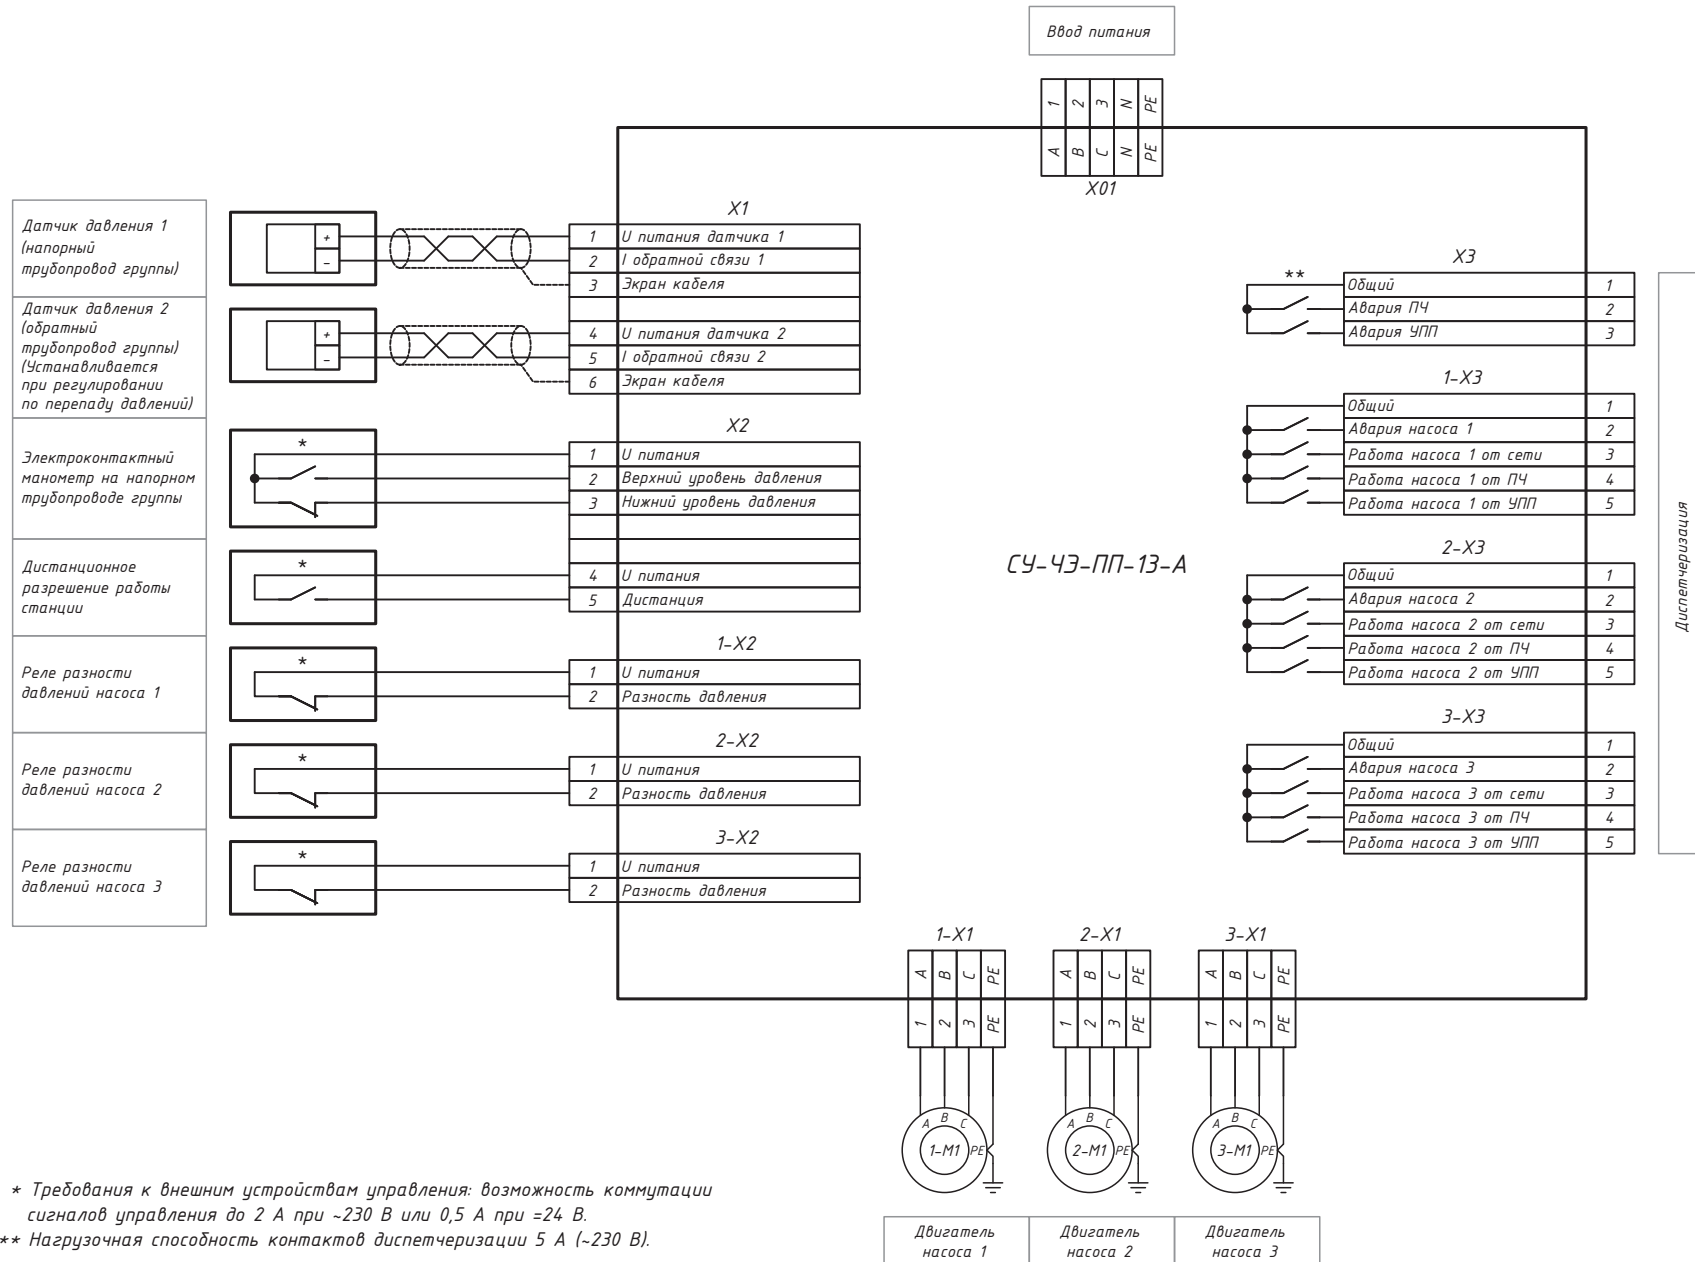 Ввод питания
1 2 3 N PE
A B C N PE
X01
Датчик давления 1
(напорный
трубопровод группы)
Датчик давления 2
(обратный
трубопровод группы)
(Устанавливается
при регулировании
по перепаду давлений)
Электроконтактный
манометр на напорном
трубопроводе группы
Дистанционное
разрешение работы
станции
Реле разности
давлений насоса 1
Реле разности
давлений насоса 2
Реле разности
давлений насоса 3
+
-
+
-
*
*
*
*
*
X1
1 U питания датчика 1
2 I обратной связи 1
3 Экран кабеля
4 U питания датчика 2
5 I обратной связи 2
6 Экран кабеля
X2
1 U питания
2 Верхний уровень давления
3 Нижний уровень давления
4 U питания
5 Дистанция
1-X2
1 U питания
2 Разность давления
2-X2
1 U питания
2 Разность давления
3-X2
1 U питания
2 Разность давления
СУ-ЧЭ-ПП-13-А
**
X3
Общий 1
Авария ПЧ 2
Авария УПП 3
1-X3
Общий 1
Авария насоса 1 2
Работа насоса 1 от сети 3
Работа насоса 1 от ПЧ 4
Работа насоса 1 от УПП 5
2-X3
Общий 1
Авария насоса 2 2
Работа насоса 2 от сети 3
Работа насоса 2 от ПЧ 4
Работа насоса 2 от УПП 5
3-X3
Общий 1
Авария насоса 3 2
Работа насоса 3 от сети 3
Работа насоса 3 от ПЧ 4
Работа насоса 3 от УПП 5
Диспетчеризация
1-X1
A B C PE
1 2 3 PE
A B C
1-M1 PE
Двигатель
насоса 1
2-X1
A B C PE
1 2 3 PE
A B C
2-M1 PE
Двигатель
насоса 2
3-X1
A B C PE
1 2 3 PE
A B C
3-M1 PE
Двигатель
насоса 3
* Требования к внешним устройствам управления: возможность коммутации
сигналов управления до 2 А при ~230 В или 0,5 А при =24 В.
** Нагрузочная способность контактов диспетчеризации 5 А (~230 В).